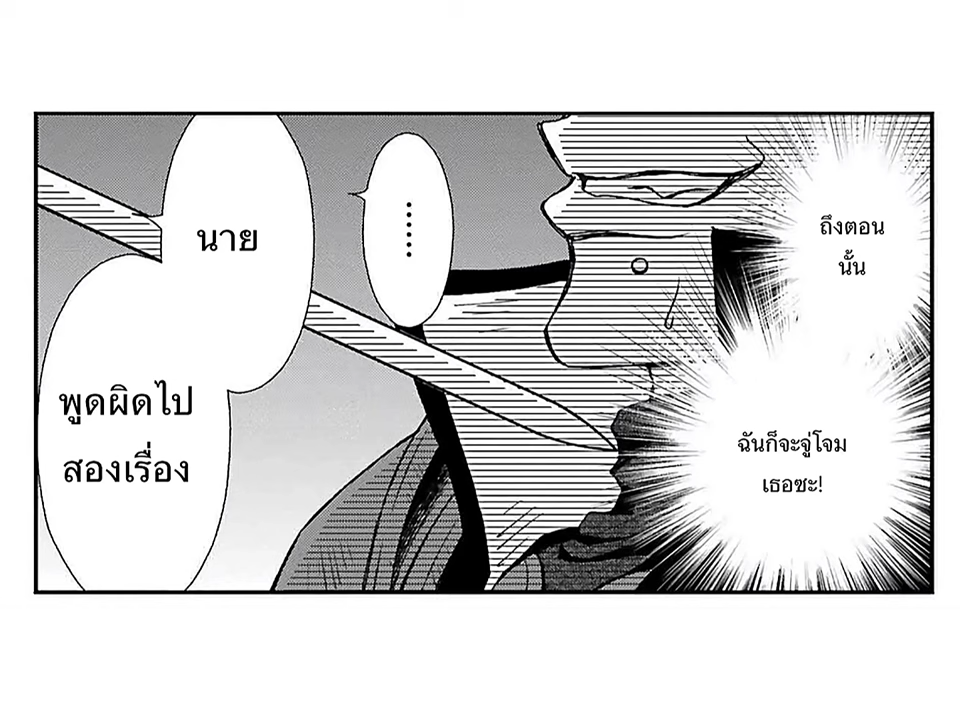 ถึงตอน
นั้น
ฉันก็จะจู่โจม
เธอซะ!
......
นาย
พูดผิดไป
สองเรื่อง